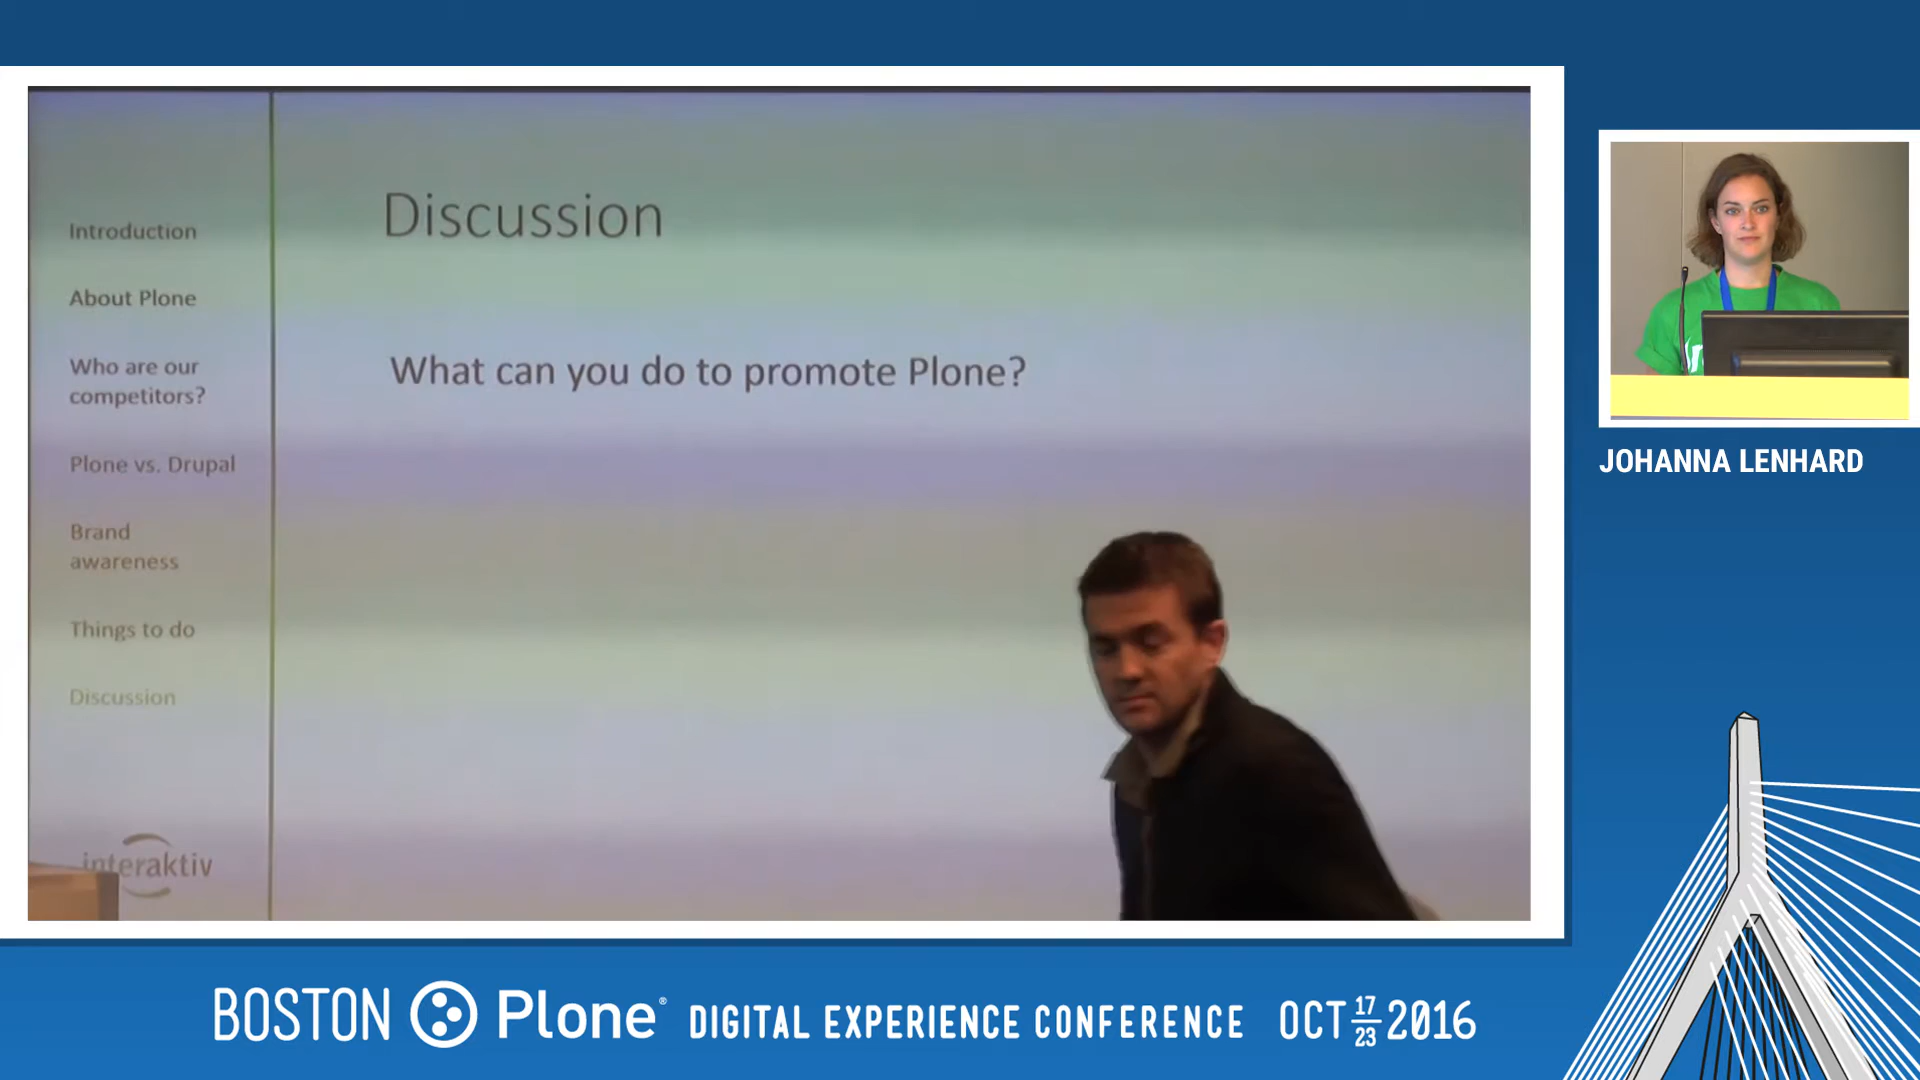 Introduction
About Plone
Who are our
competitors?
Plone vs. Drupal
Brand
awareness
Things to do
Discussion
interaktiv
Discussion
What can you do to promote Plone?
JOHANNA LENHARD
BOSTON Plone® DIGITAL EXPERIENCE CONFERENCE OCT 17 23 2016